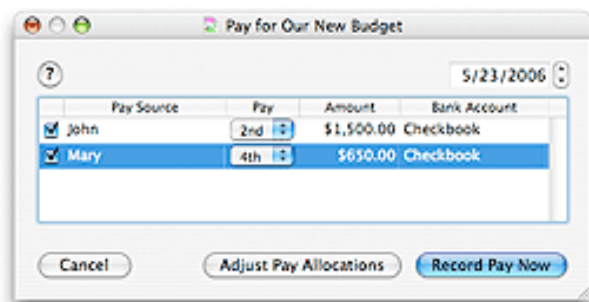 Pay for Our New Budget
?
5/23/2006
Pay Source Pay Amount Bank Account
John 2nd $1,500.00 Checkbook
Mary 4th $650.00 Checkbook
Cancel Adjust Pay Allocations Record Pay Now